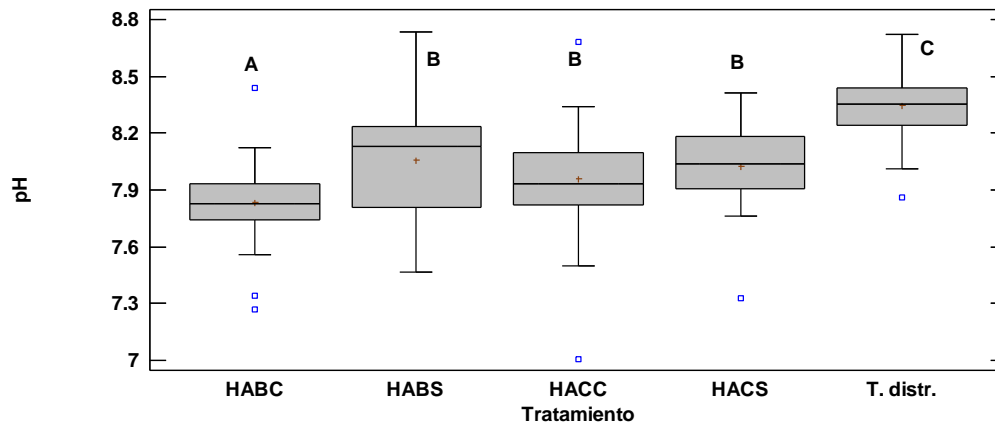 8.8
8.5
8.2
7.9
7.6
7.3
7
pH
A
B
B
B
C
HABC HABS HACC HACS T. distr.
Tratamiento